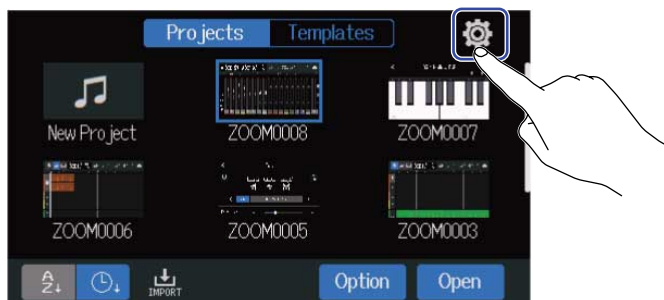 Projects Templates
New Project ZOOM0008 ZOOM0007
ZOOM0006 ZOOM0005 ZOOM0003
A Z↓ IMPORT Option Open